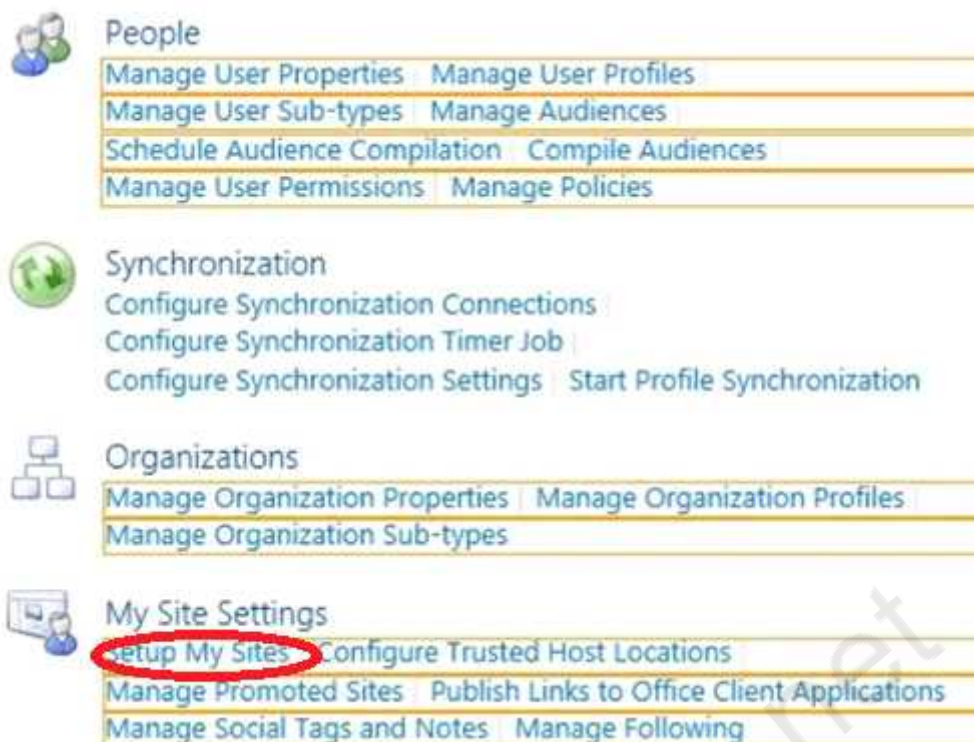 People
Manage User Properties | Manage User Profiles
Manage User Sub-types | Manage Audiences
Schedule Audience Compilation | Compile Audiences
Manage User Permissions | Manage Policies
Synchronization
Configure Synchronization Connections |
Configure Synchronization Timer Job |
Configure Synchronization Settings | Start Profile Synchronization
Organizations
Manage Organization Properties | Manage Organization Profiles
Manage Organization Sub-types
My Site Settings
Setup My Sites | Configure Trusted Host Locations
Manage Promoted Sites | Publish Links to Office Client Applications
Manage Social Tags and Notes | Manage Following
net